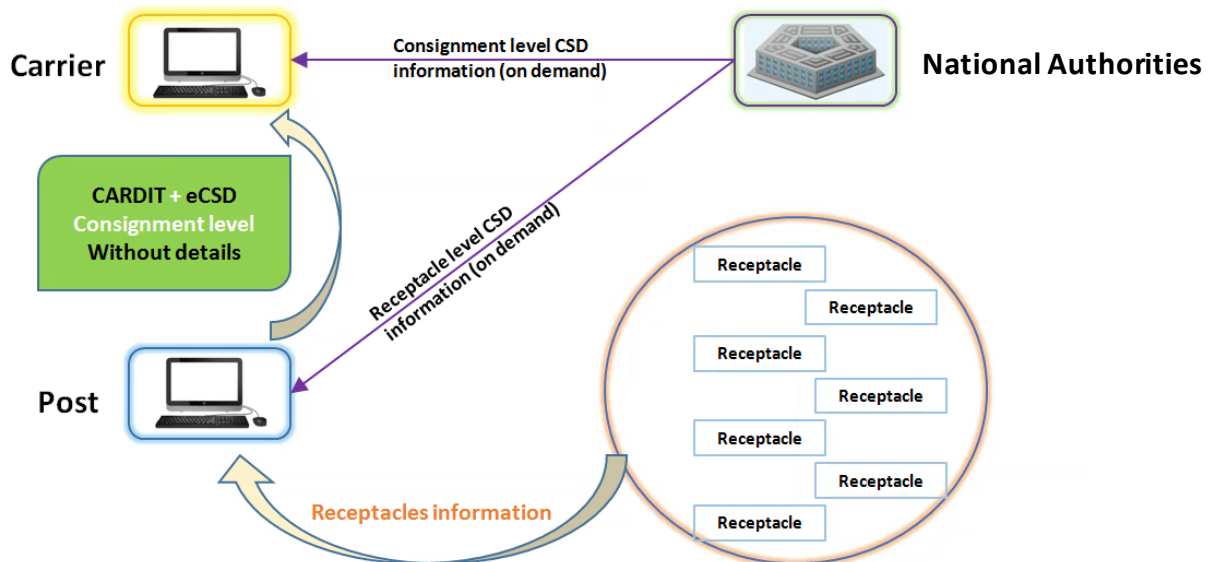 Carrier
Consignment level CSD
information (on demand)
National Authorities
CARDIT + eCSD
Consignment level
Without details
Receptacle level CSD
information (on demand)
Post
Receptacle
Receptacle
Receptacle
Receptacle
Receptacle
Receptacle
Receptacle
Receptacles information